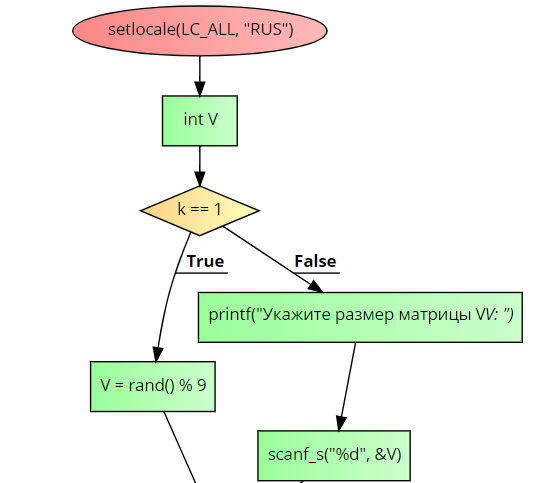 setlocale(LC_ALL, "RUS")
int V
k == 1
True
False
printf("Укажите размер матрицы VV: ")
V = rand() % 9
scanf_s("%d", &V)